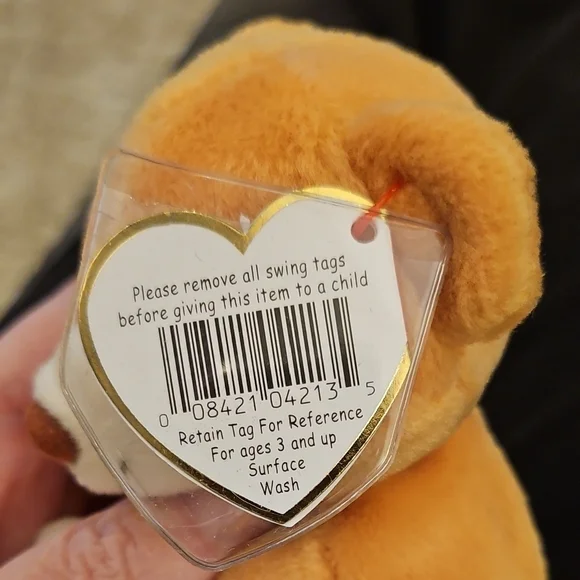 Please remove all swing tags
before giving this item to a child
0 08421 04213 5
Retain Tag For Reference
For ages 3 and up
Surface
Wash